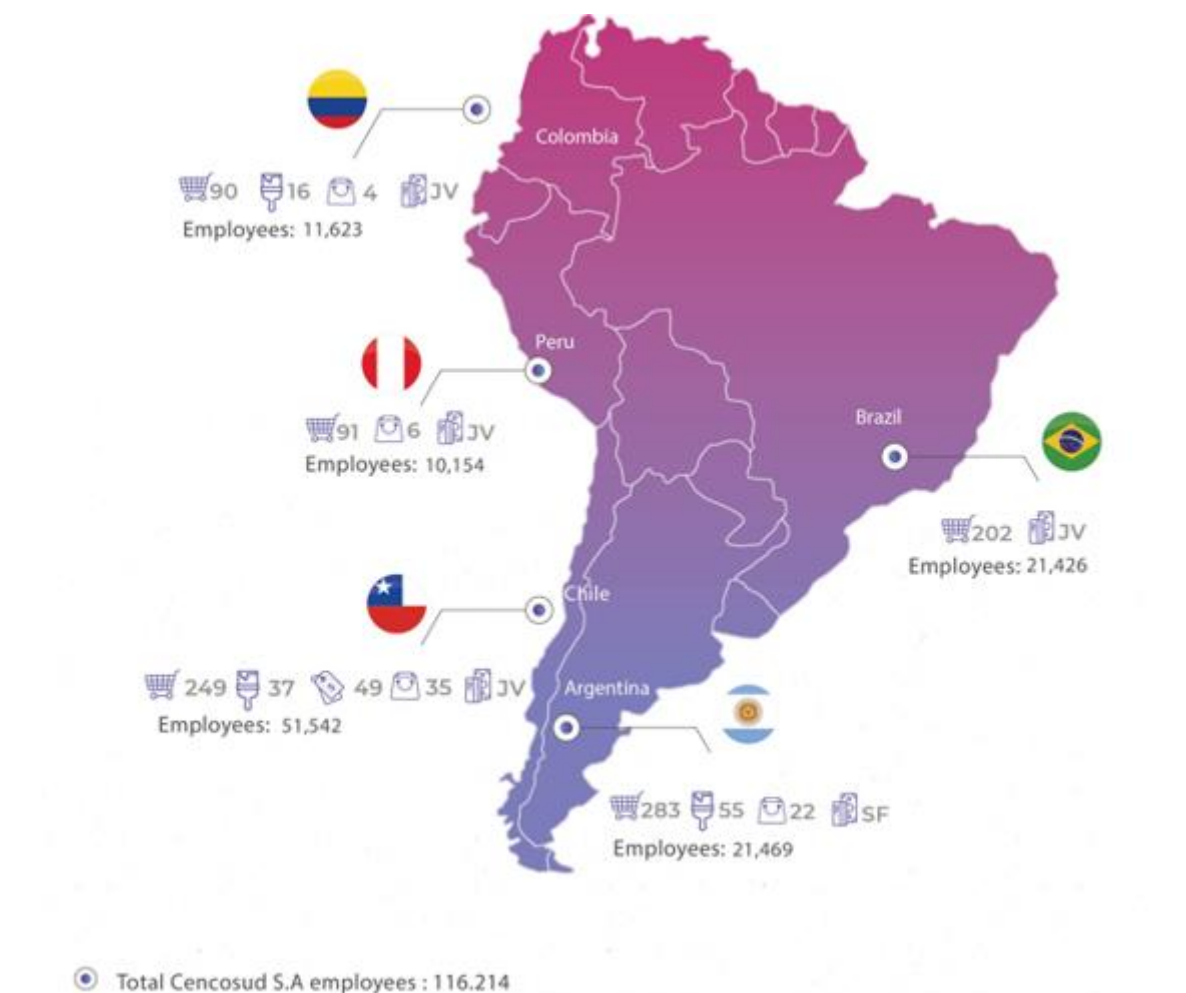 Colombia
90 16 4 JV
Employees: 11,623
Peru
91 6 JV
Employees: 10,154
Brazil
202 JV
Employees: 21,426
Chile
249 37 49 35 JV
Employees: 51,542
Argentina
283 55 22 SF
Employees: 21,469
Total Cencosud S.A employees : 116.214